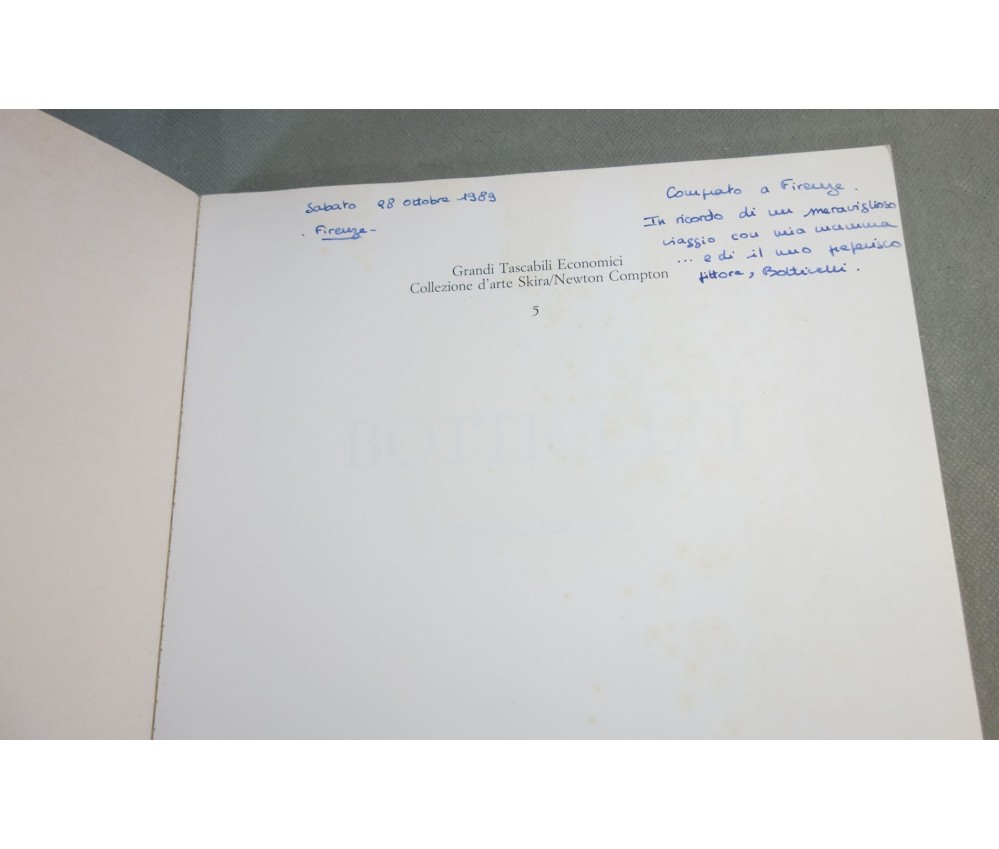 Sabato 28 ottobre 1989
. Firenze -
Comprato a Firenze.
In ricordo di un meraviglioso
viaggio con mia mamma
... e di il mio preferisco
pittore, Botticelli.
Grandi Tascabili Economici
Collezione d'arte Skira/Newton Compton
5
BOTTICELLI